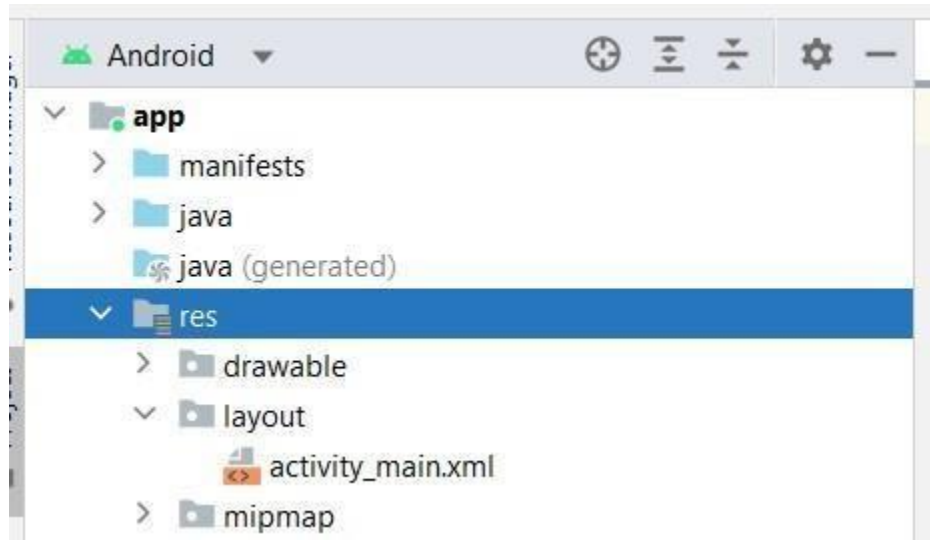 Android
app
manifests
java
java (generated)
res
drawable
layout
activity_main.xml
mipmap